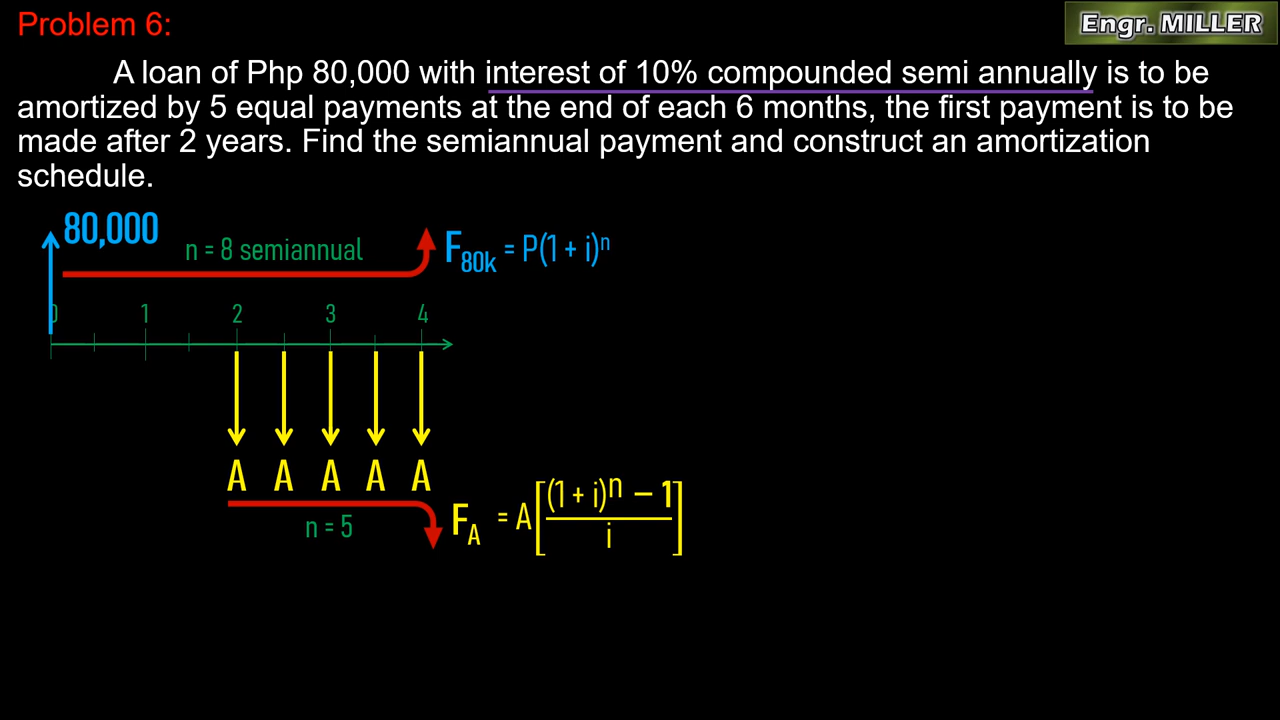 Problem 6:
Engr. MILLER
A loan of Php 80,000 with interest of 10% compounded semi annually is to be
amortized by 5 equal payments at the end of each 6 months, the first payment is to be
made after 2 years. Find the semiannual payment and construct an amortization
schedule.
80,000
n = 8 semiannual
F80k = P(1 + i)ⁿ
0 1 2 3 4
A A A A A
n = 5
FA = A[((1 + i)ⁿ − 1)/i]